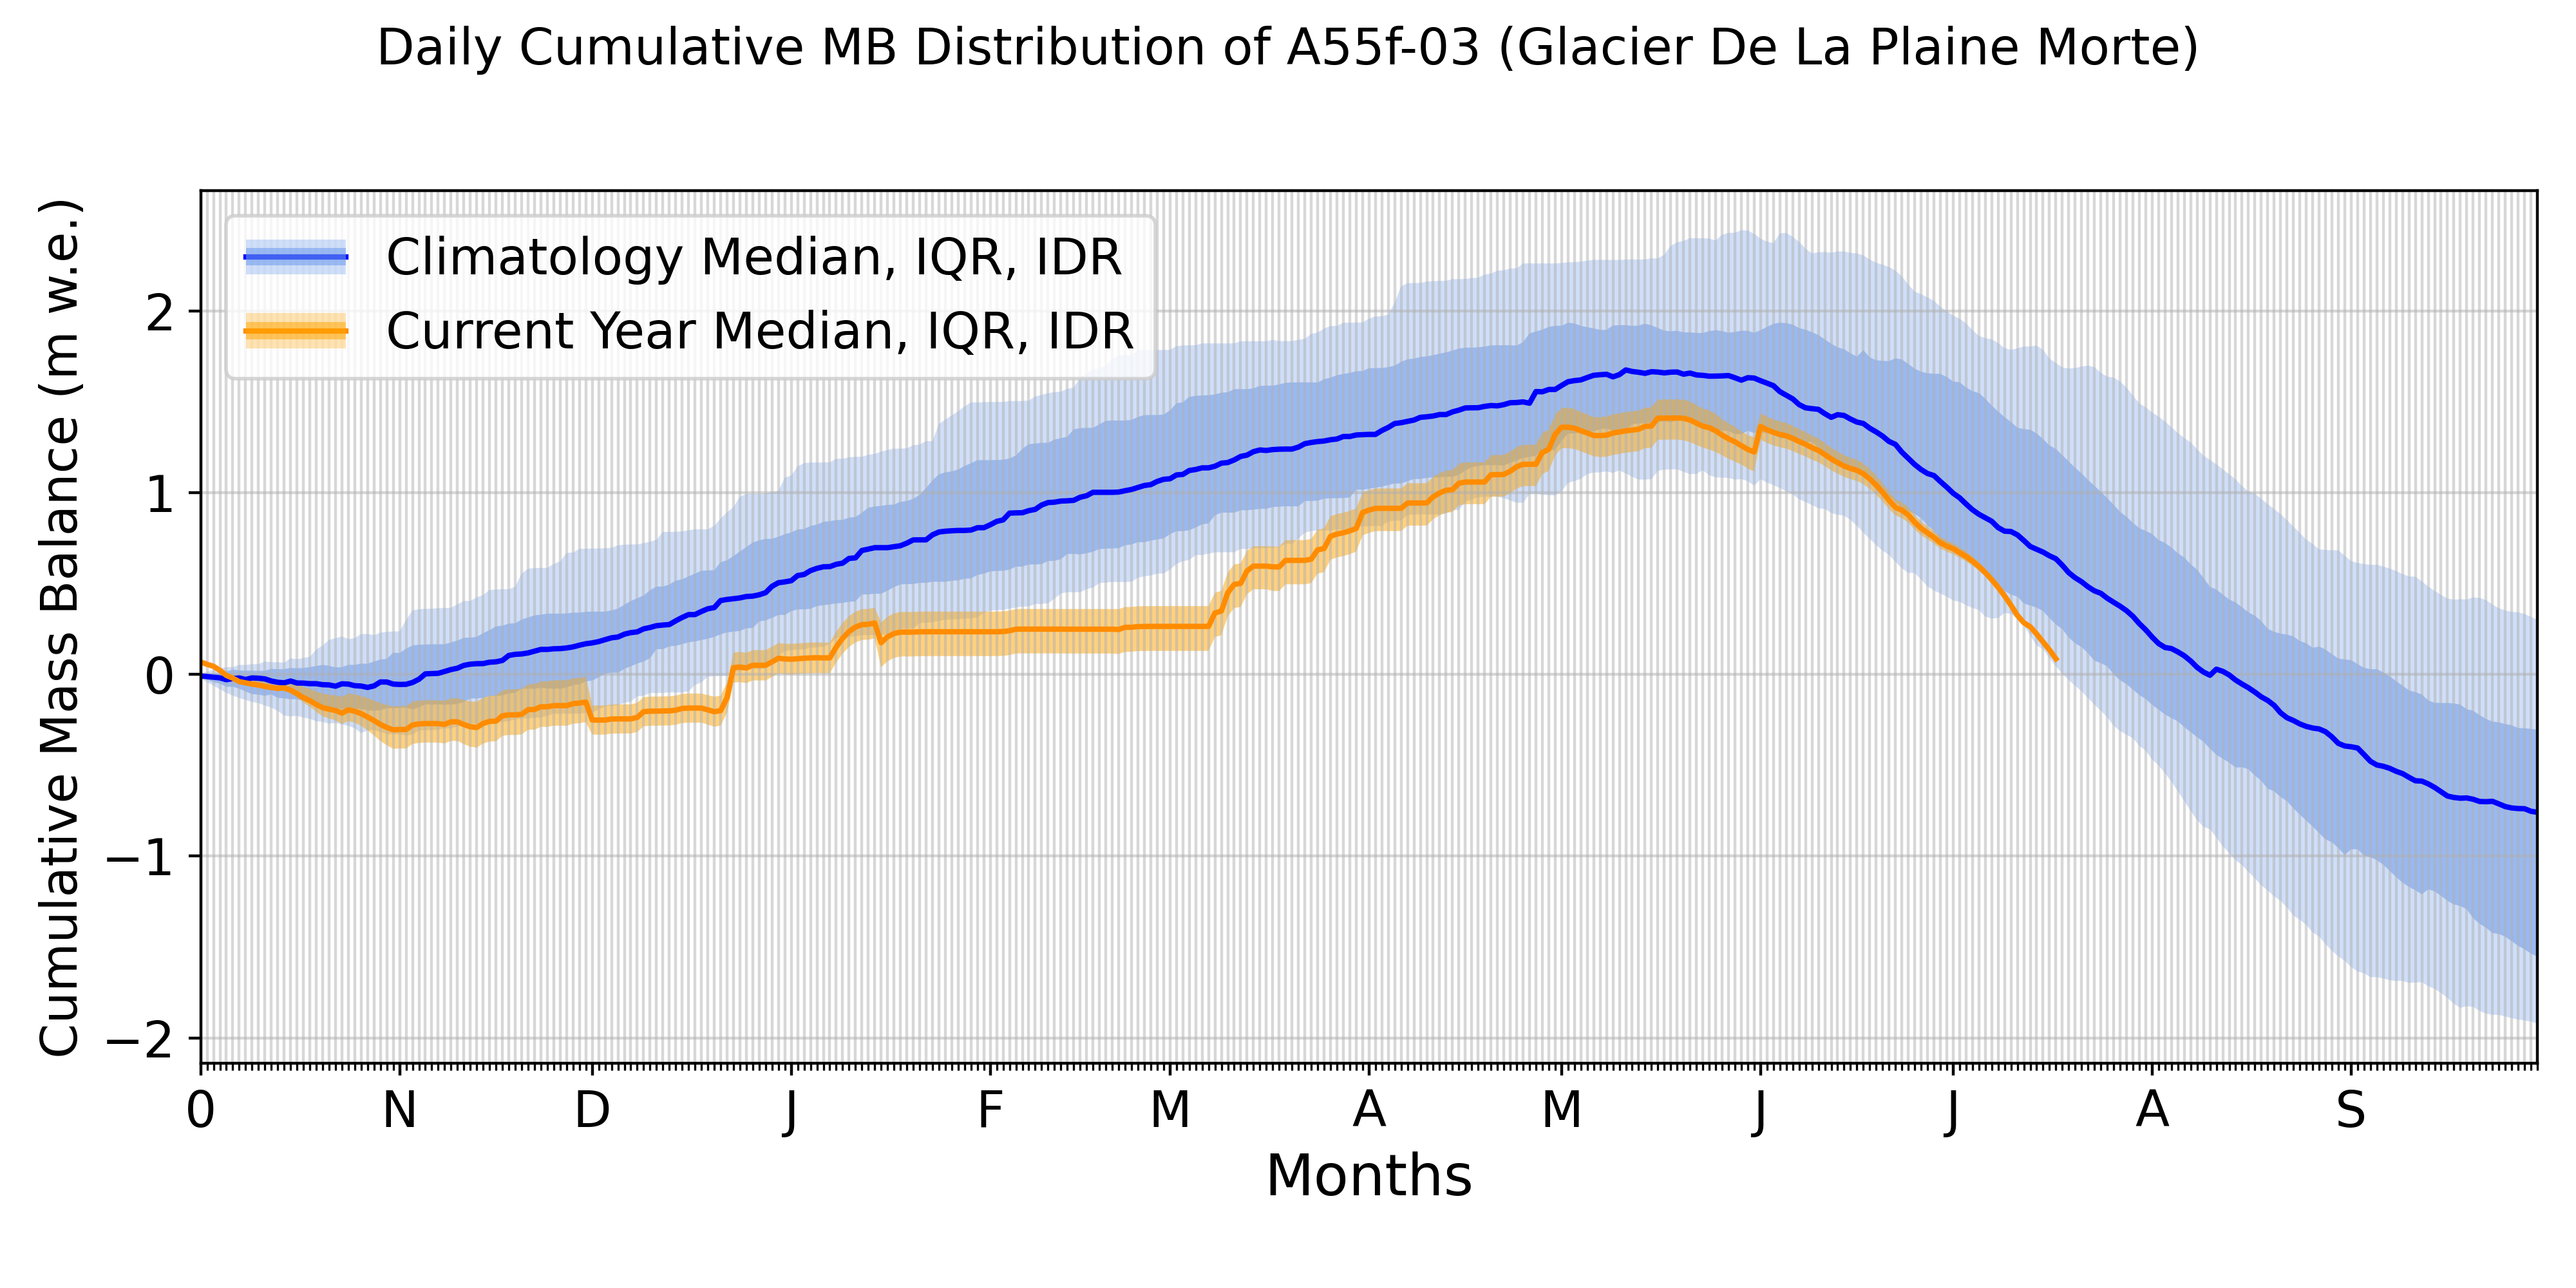 Daily Cumulative MB Distribution of A55f-03 (Glacier De La Plaine Morte)
Climatology Median, IQR, IDR
Current Year Median, IQR, IDR
Cumulative Mass Balance (m w.e.)
2
1
0
−1
−2
0 N D J F M A M J J A S
Months